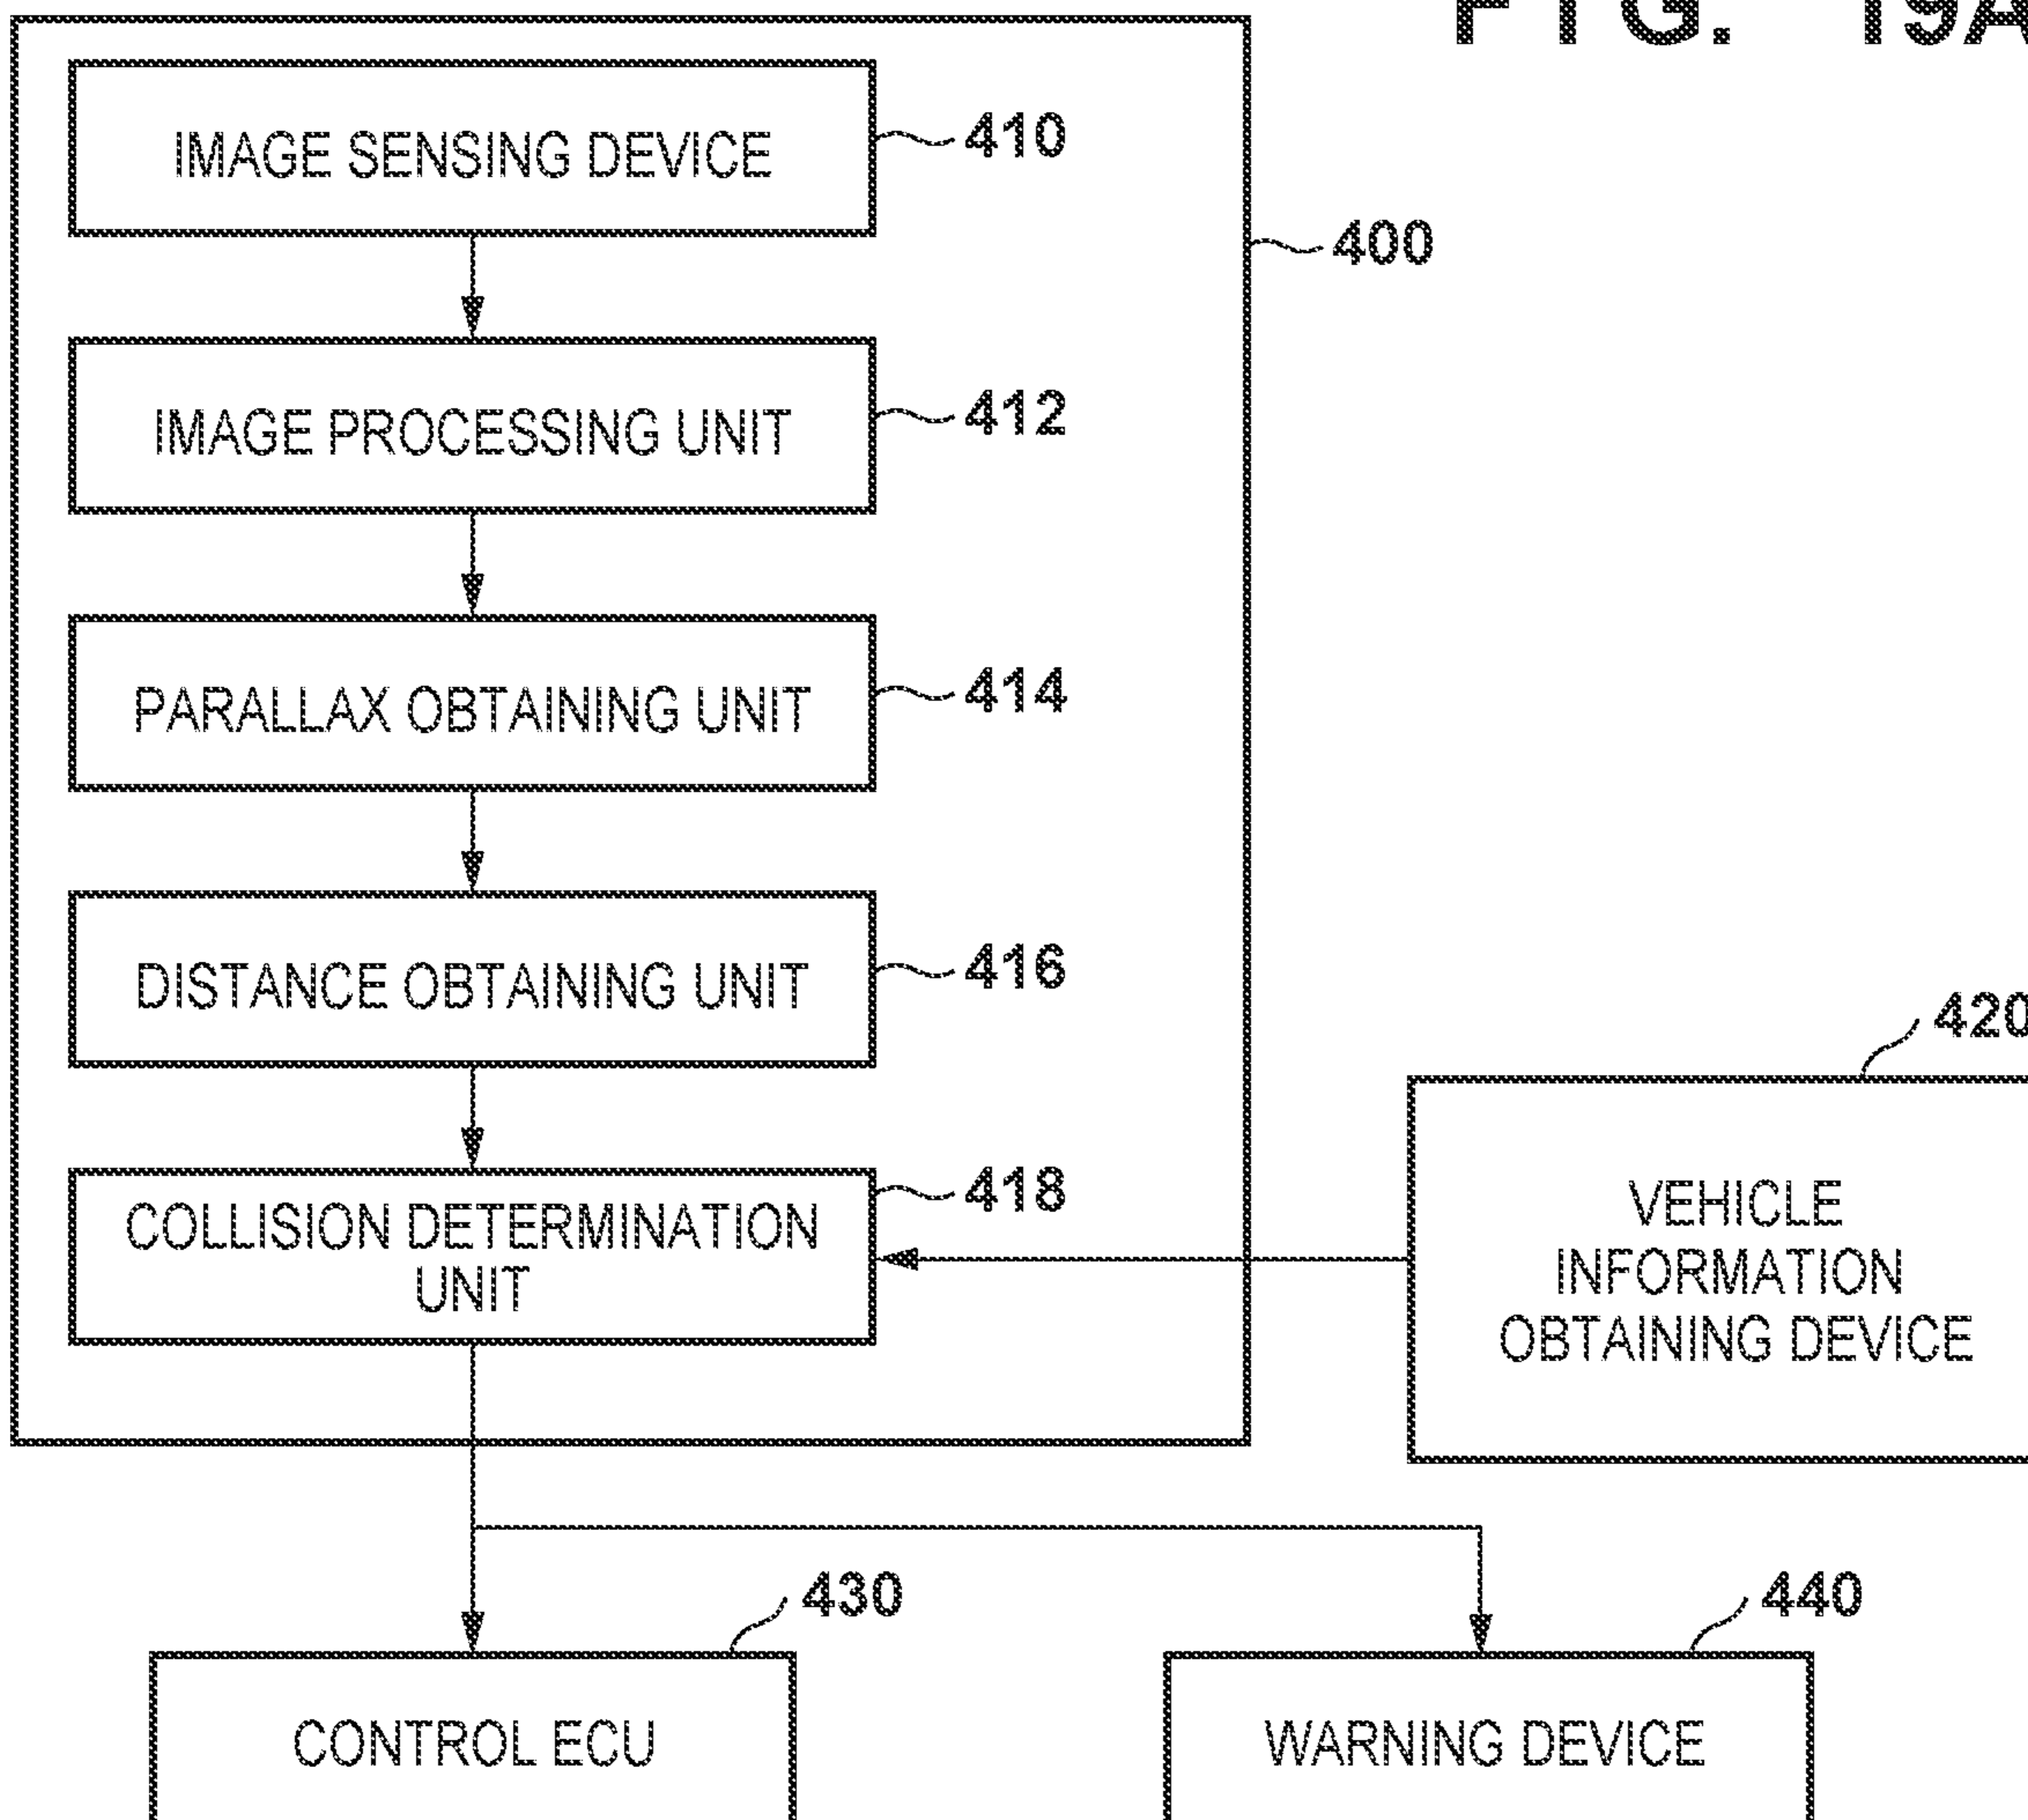 FIG. 19A
IMAGE SENSING DEVICE
410
400
IMAGE PROCESSING UNIT
412
PARALLAX OBTAINING UNIT
414
DISTANCE OBTAINING UNIT
416
420
COLLISION DETERMINATION
UNIT
418
VEHICLE
INFORMATION
OBTAINING DEVICE
430
440
CONTROL ECU
WARNING DEVICE